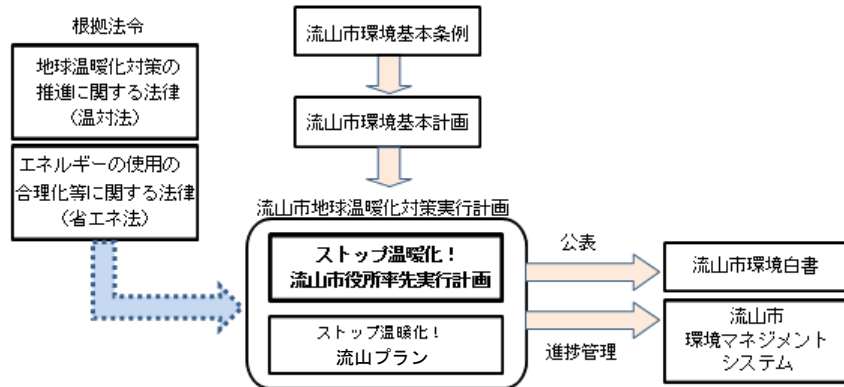 根拠法令
地球温暖化対策の
推進に関する法律
（温対法）
エネルギーの使用の
合理化等に関する法律
（省エネ法）
流山市環境基本条例
流山市環境基本計画
流山市地球温暖化対策実行計画
ストップ温暖化！
流山市役所率先実行計画
ストップ温暖化！
流山プラン
公表
流山市環境白書
進捗管理
流山市
環境マネジメント
システム